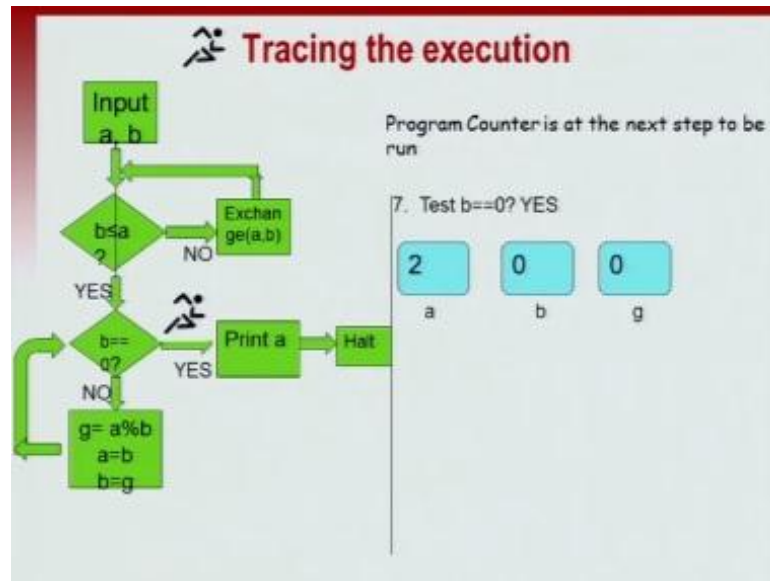 Tracing the execution
Input
a, b
Program Counter is at the next step to be
run
b≤a
?
NO
Exchan
ge(a,b)
YES
b==
0?
YES
Print a
Halt
NO
g= a%b
a=b
b=g
7. Test b==0? YES
2
0
0
a
b
g